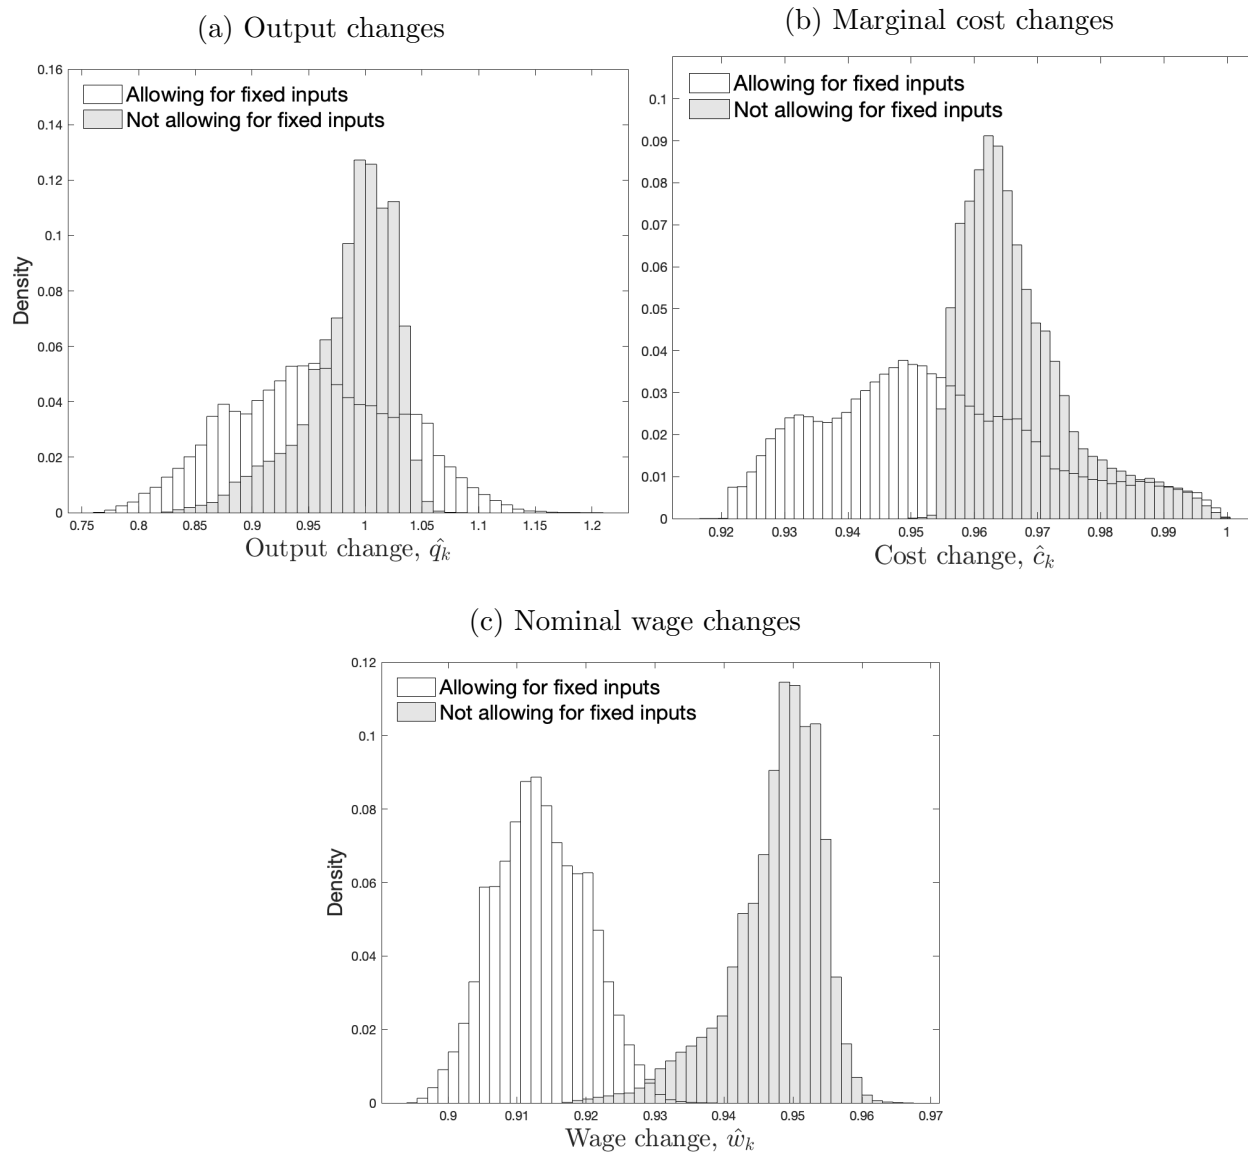 (a) Output changes
0.16
0.14
0.12
0.1
0.08
0.06
0.04
0.02
0
Density
Allowing for fixed inputs
Not allowing for fixed inputs
0.75 0.8 0.85 0.9 0.95 1 1.05 1.1 1.15 1.2
Output change, q̂ₖ
(b) Marginal cost changes
0.1
0.09
0.08
0.07
0.06
0.05
0.04
0.03
0.02
0.01
0
Allowing for fixed inputs
Not allowing for fixed inputs
0.92 0.93 0.94 0.95 0.96 0.97 0.98 0.99 1
Cost change, ĉₖ
(c) Nominal wage changes
0.12
0.1
0.08
0.06
0.04
0.02
0
Density
Allowing for fixed inputs
Not allowing for fixed inputs
0.9 0.91 0.92 0.93 0.94 0.95 0.96 0.97
Wage change, ŵₖ